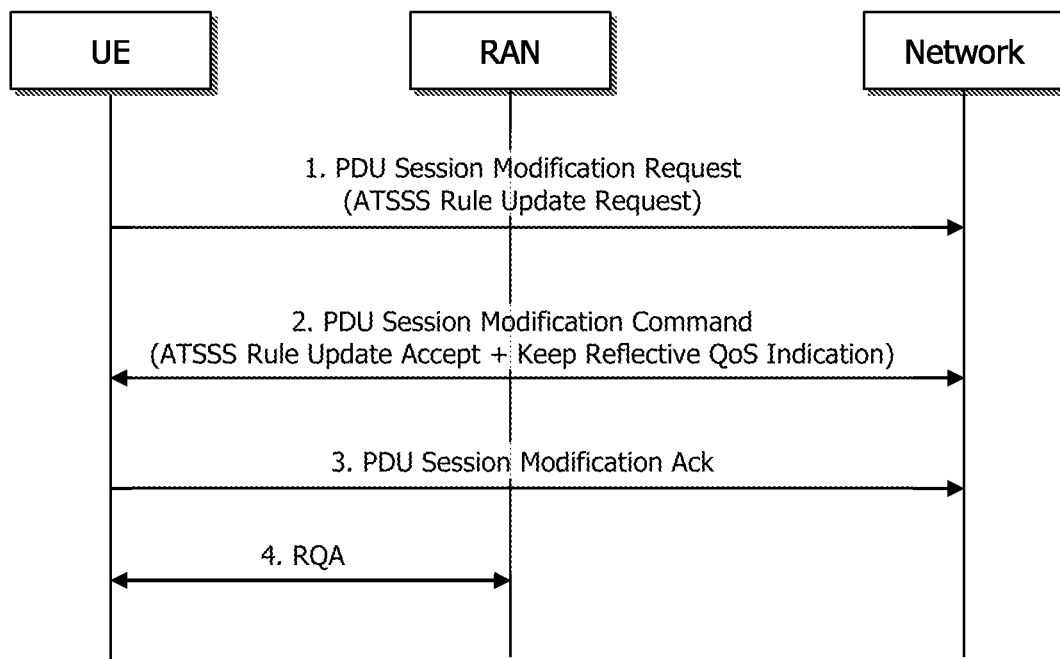 UE
RAN
Network
1. PDU Session Modification Request
(ATSSS Rule Update Request)
2. PDU Session Modification Command
(ATSSS Rule Update Accept + Keep Reflective QoS Indication)
3. PDU Session Modification Ack
4. RQA